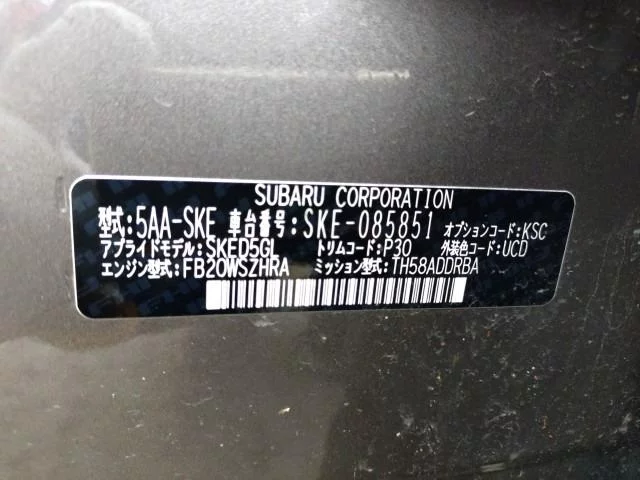 SUBARU CORPORATION
型式:5AA-SKE 車台番号:SKE-085851 オプションコード:KSC
アプライドモデル:SKED5GL トリムコード:P30 外装色コード:UCD
エンジン型式:FB20WSZHRA ミッション型式:TH58ADDRBA